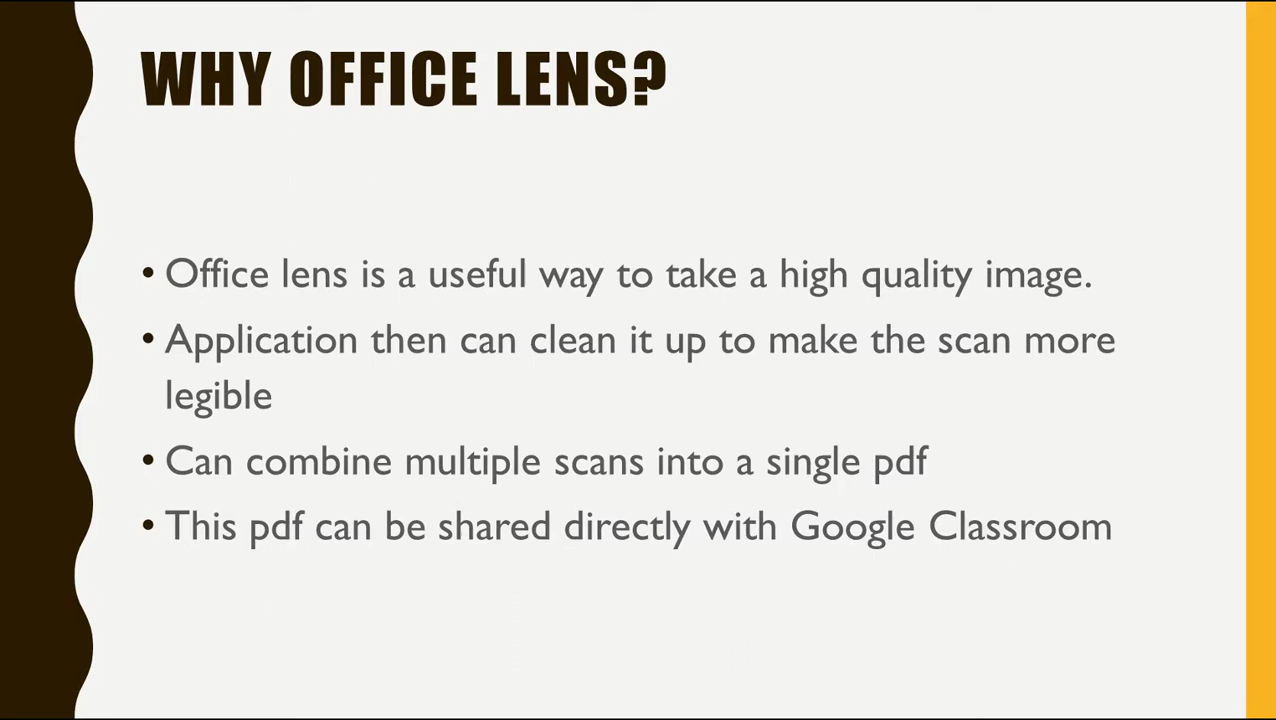 WHY OFFICE LENS?
• Office lens is a useful way to take a high quality image.
• Application then can clean it up to make the scan more
legible
• Can combine multiple scans into a single pdf
• This pdf can be shared directly with Google Classroom